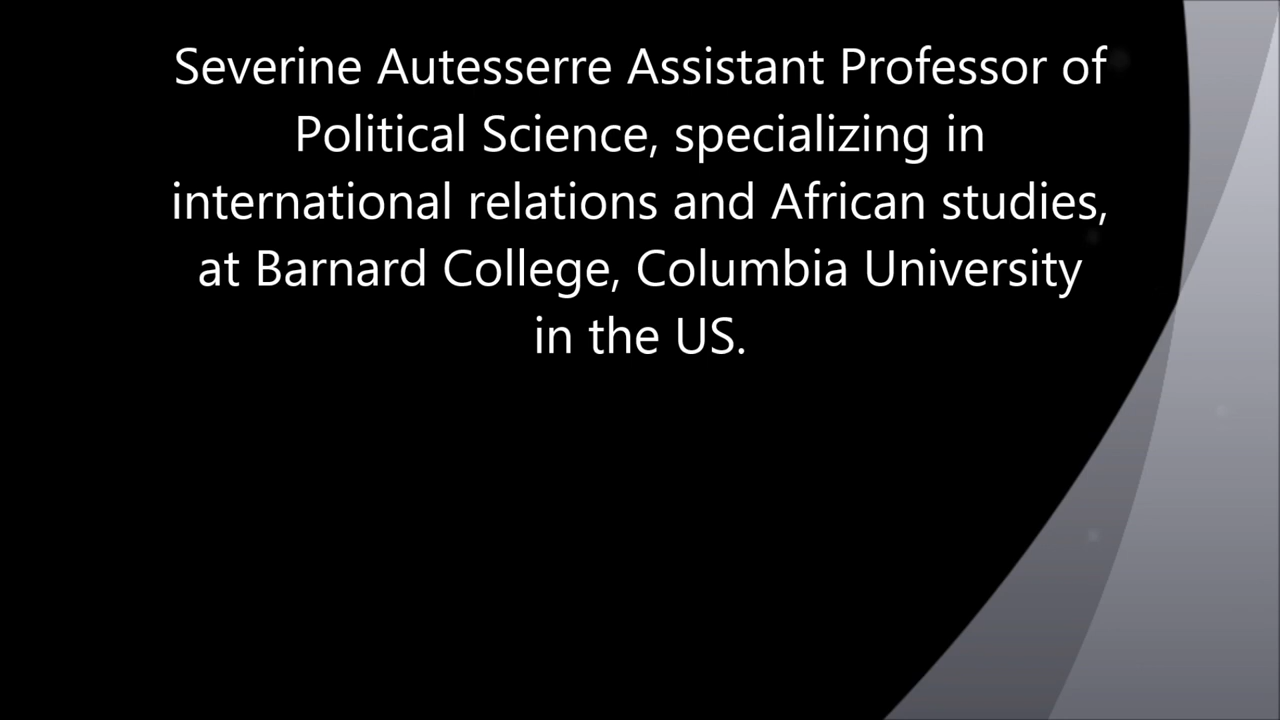 Severine Autesserre Assistant Professor of
Political Science, specializing in
international relations and African studies,
at Barnard College, Columbia University
in the US.